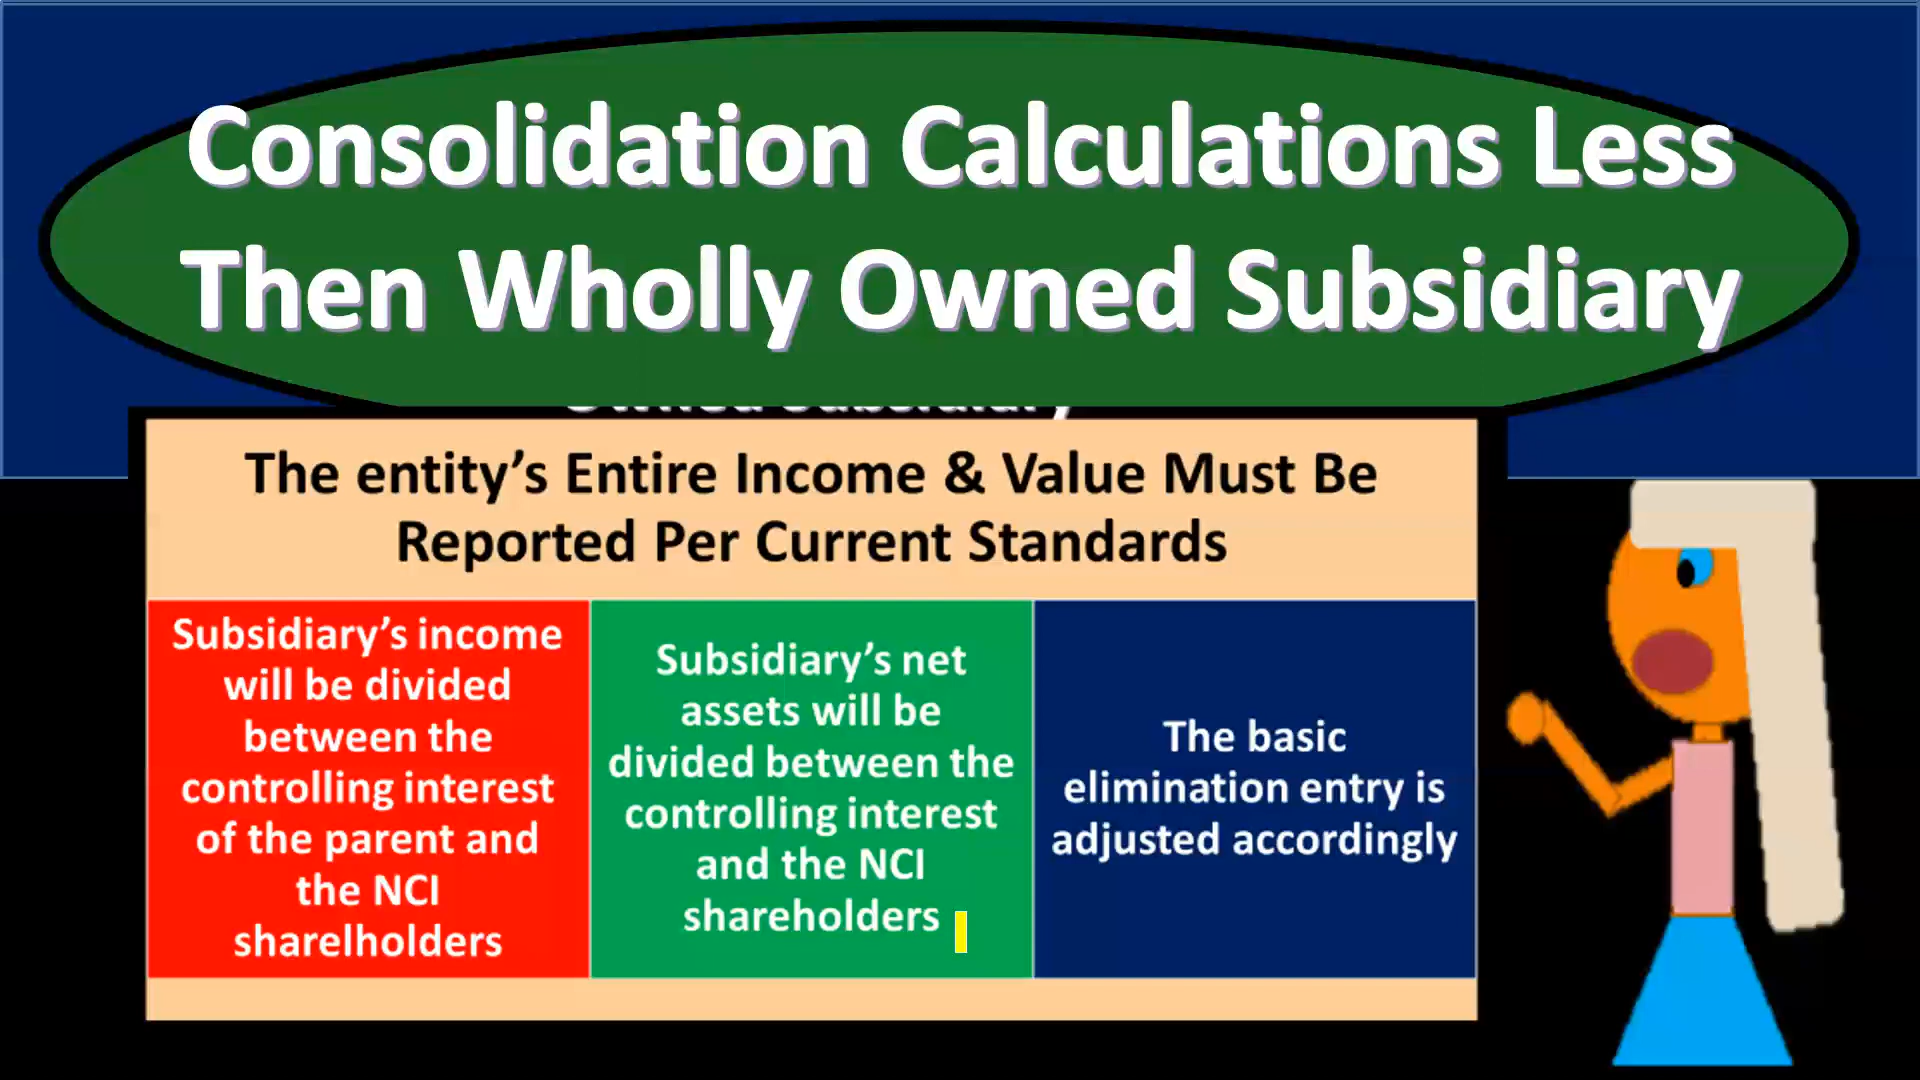 Consolidation Calculations Less
Then Wholly Owned Subsidiary
Owned Subsidiary
The entity’s Entire Income & Value Must Be
Reported Per Current Standards
Subsidiary’s income
will be divided
between the
controlling interest
of the parent and
the NCI
sharelholders
Subsidiary’s net
assets will be
divided between the
controlling interest
and the NCI
shareholders
The basic
elimination entry is
adjusted accordingly